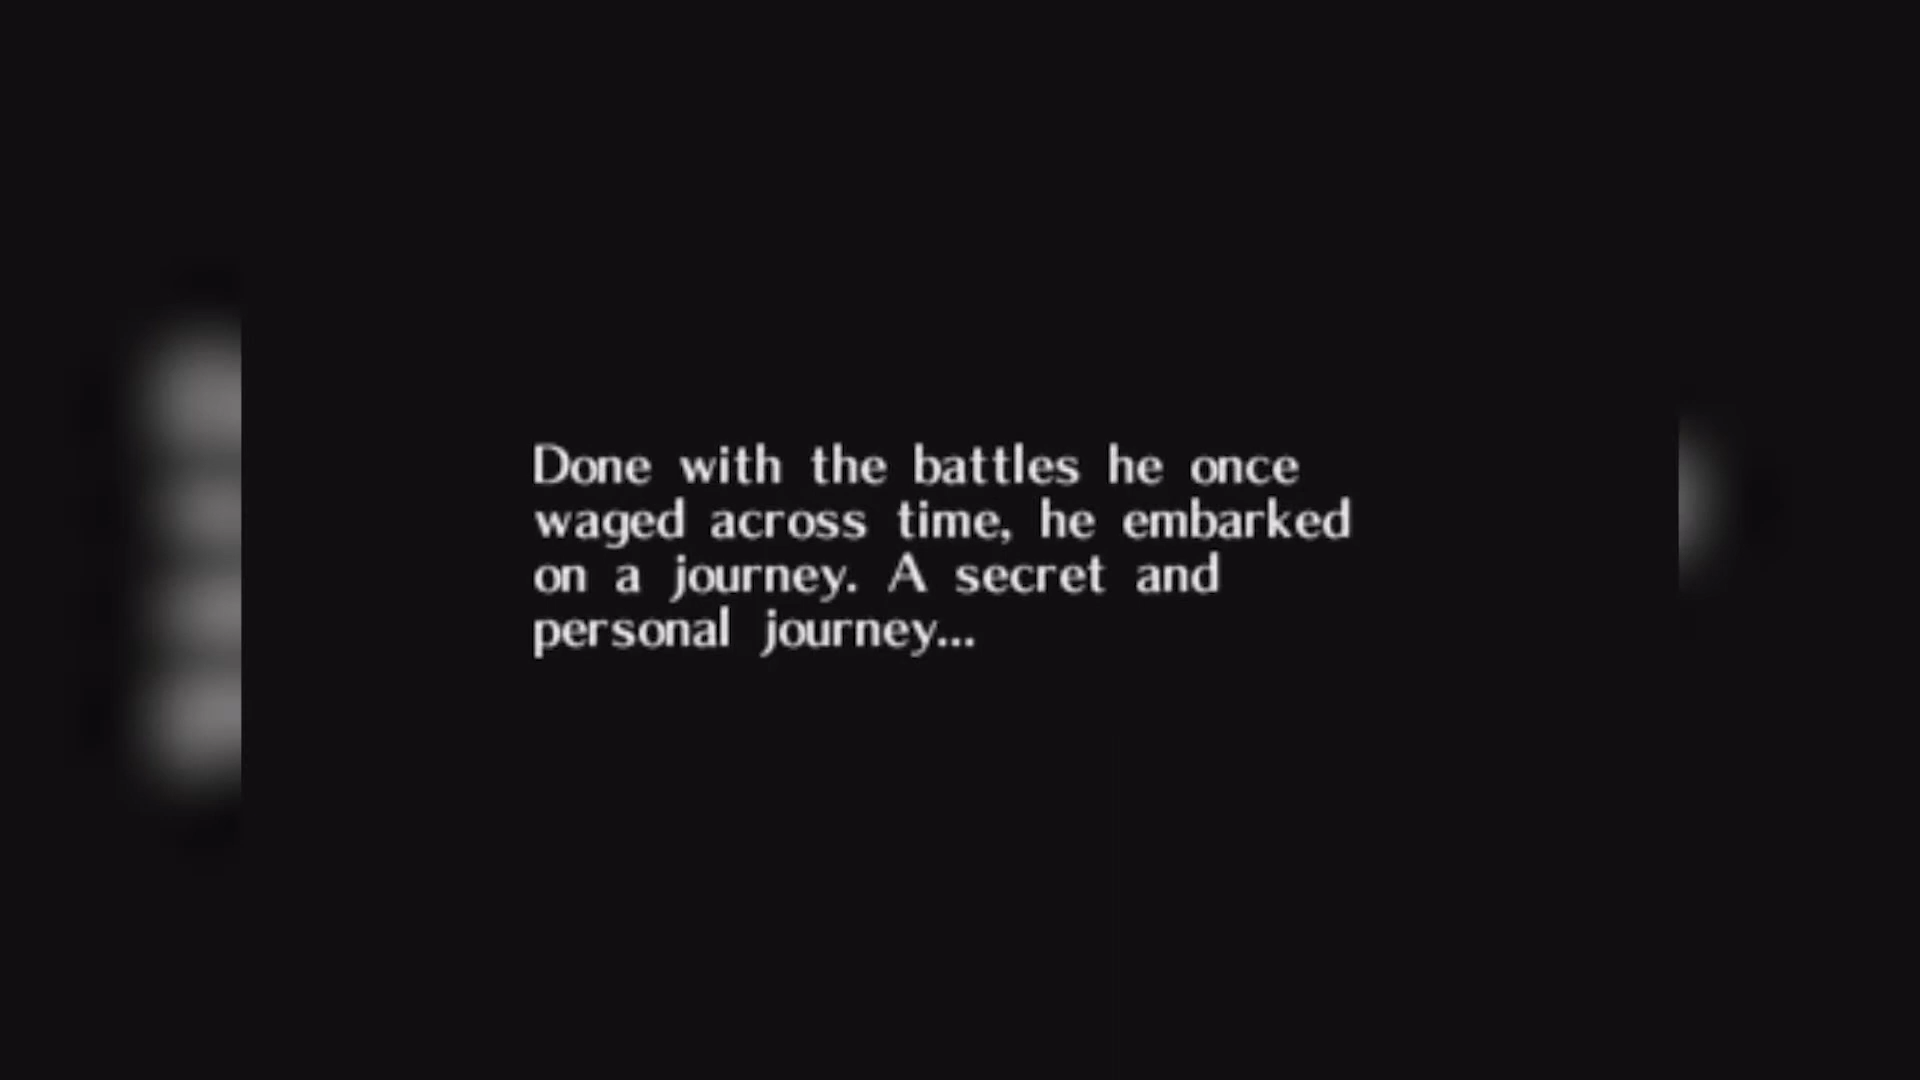 Done with the battles he once
waged across time, he embarked
on a journey. A secret and
personal journey...